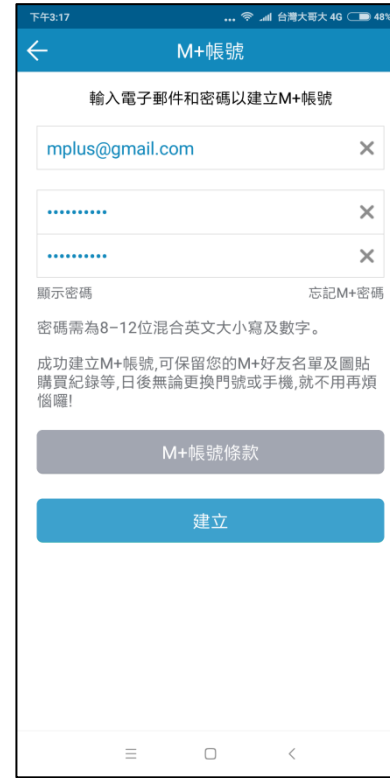 下午3:17 ... 台灣大哥大 4G 48%
M+帳號
輸入電子郵件和密碼以建立M+帳號
mplus@gmail.com
••••••••••
••••••••••
顯示密碼 忘記M+密碼
密碼需為8-12位混合英文大小寫及數字。
成功建立M+帳號,可保留您的M+好友名單及圖貼
購買紀錄等,日後無論更換門號或手機,就不用再煩
惱囉!
M+帳號條款
建立